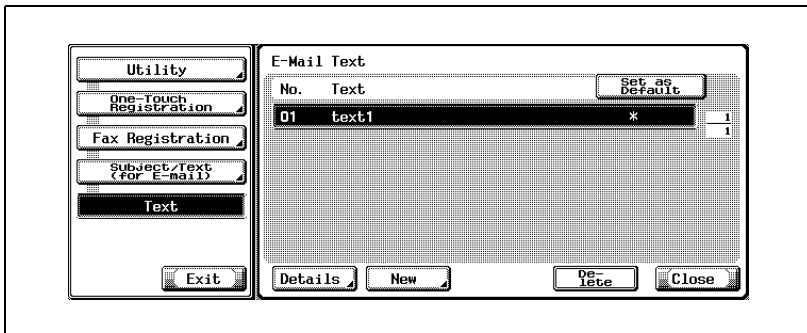 Utility
One-Touch
Registration
Fax Registration
Subject/Text
(for E-mail)
Text
Exit
E-Mail Text
No. Text
Set as
Default
01 text1 *
1
1
Details
New
De-
lete
Close